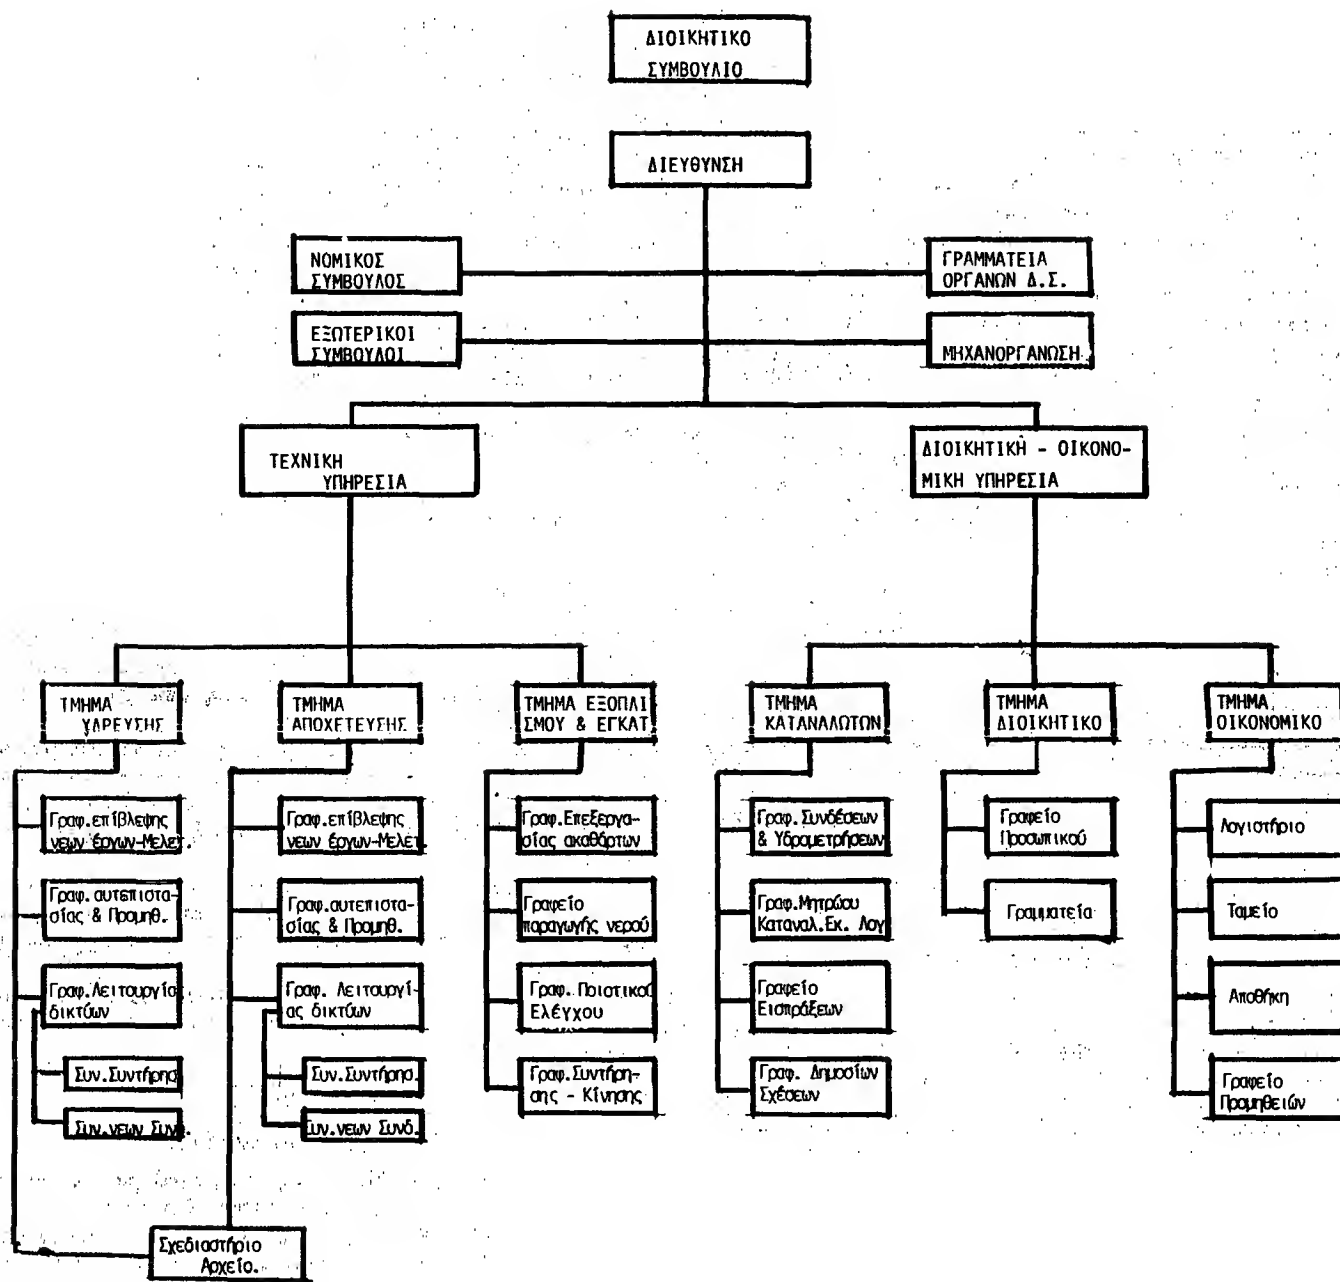 ΔΙΟΙΚΗΤΙΚΟ
ΣΥΜΒΟΥΛΙΟ
ΔΙΕΥΘΥΝΣΗ
ΝΟΜΙΚΟΣ
ΣΥΜΒΟΥΛΟΣ
ΓΡΑΜΜΑΤΕΙΑ
ΟΡΓΑΝΩΝ Δ.Σ.
ΕΞΩΤΕΡΙΚΟΙ
ΣΥΜΒΟΥΛΟΙ
ΜΗΧΑΝΟΡΓΑΝΩΣΗ
ΤΕΧΝΙΚΗ
ΥΠΗΡΕΣΙΑ
ΔΙΟΙΚΗΤΙΚΗ - ΟΙΚΟΝΟ-
ΜΙΚΗ ΥΠΗΡΕΣΙΑ
ΤΜΗΜΑ
ΥΔΡΕΥΣΗΣ
ΤΜΗΜΑ
ΑΠΟΧΕΤΕΥΣΗΣ
ΤΜΗΜΑ ΕΞΟΠΛΙ
ΣΜΟΥ & ΕΓΚΑΤ
ΤΜΗΜΑ
ΚΑΤΑΝΑΛΩΤΩΝ
ΤΜΗΜΑ
ΔΙΟΙΚΗΤΙΚΟ
ΤΜΗΜΑ
ΟΙΚΟΝΟΜΙΚΟ
Γραφ.επίβλεψης
νεων έργων-Μελετ.
Γραφ.αυτεπιστα-
σίας & Προμηθ.
Γραφ.Λειτουργία
δικτύων
Συν.Συντήρησ
Συν.νεων Συνδ.
Γραφ.επίβλεψης
νεων έργων-Μελετ.
Γραφ.αυτεπιστα-
σίας & Προμηθ.
Γραφ. Λειτουργί-
ας δικτύων
Συν.Συντήρησ.
Συν.νεων Συνδ.
Σχεδιαστήριο
Αρχείο.
Γραφ.Επεξεργα-
σίας ακαθάρτων
Γραφείο
παραγωγής νερού
Γραφ. Ποιοτικού
Ελέγχου
Γραφ.Συντήρη-
σης - Κίνησης
Γραφ.Συνδέσεων
& Υδρομετρήσεων
Γραφ.Μητρώου
Καταναλ.Εκ. Λογ
Γραφείο
Εισπράξεων
Γραφ. Δημοσίων
Σχέσεων
Γραφείο
Προσωπικού
Γραμματεία
Λογιστήριο
Ταμείο
Αποθήκη
Γραφείο
Προμηθειών